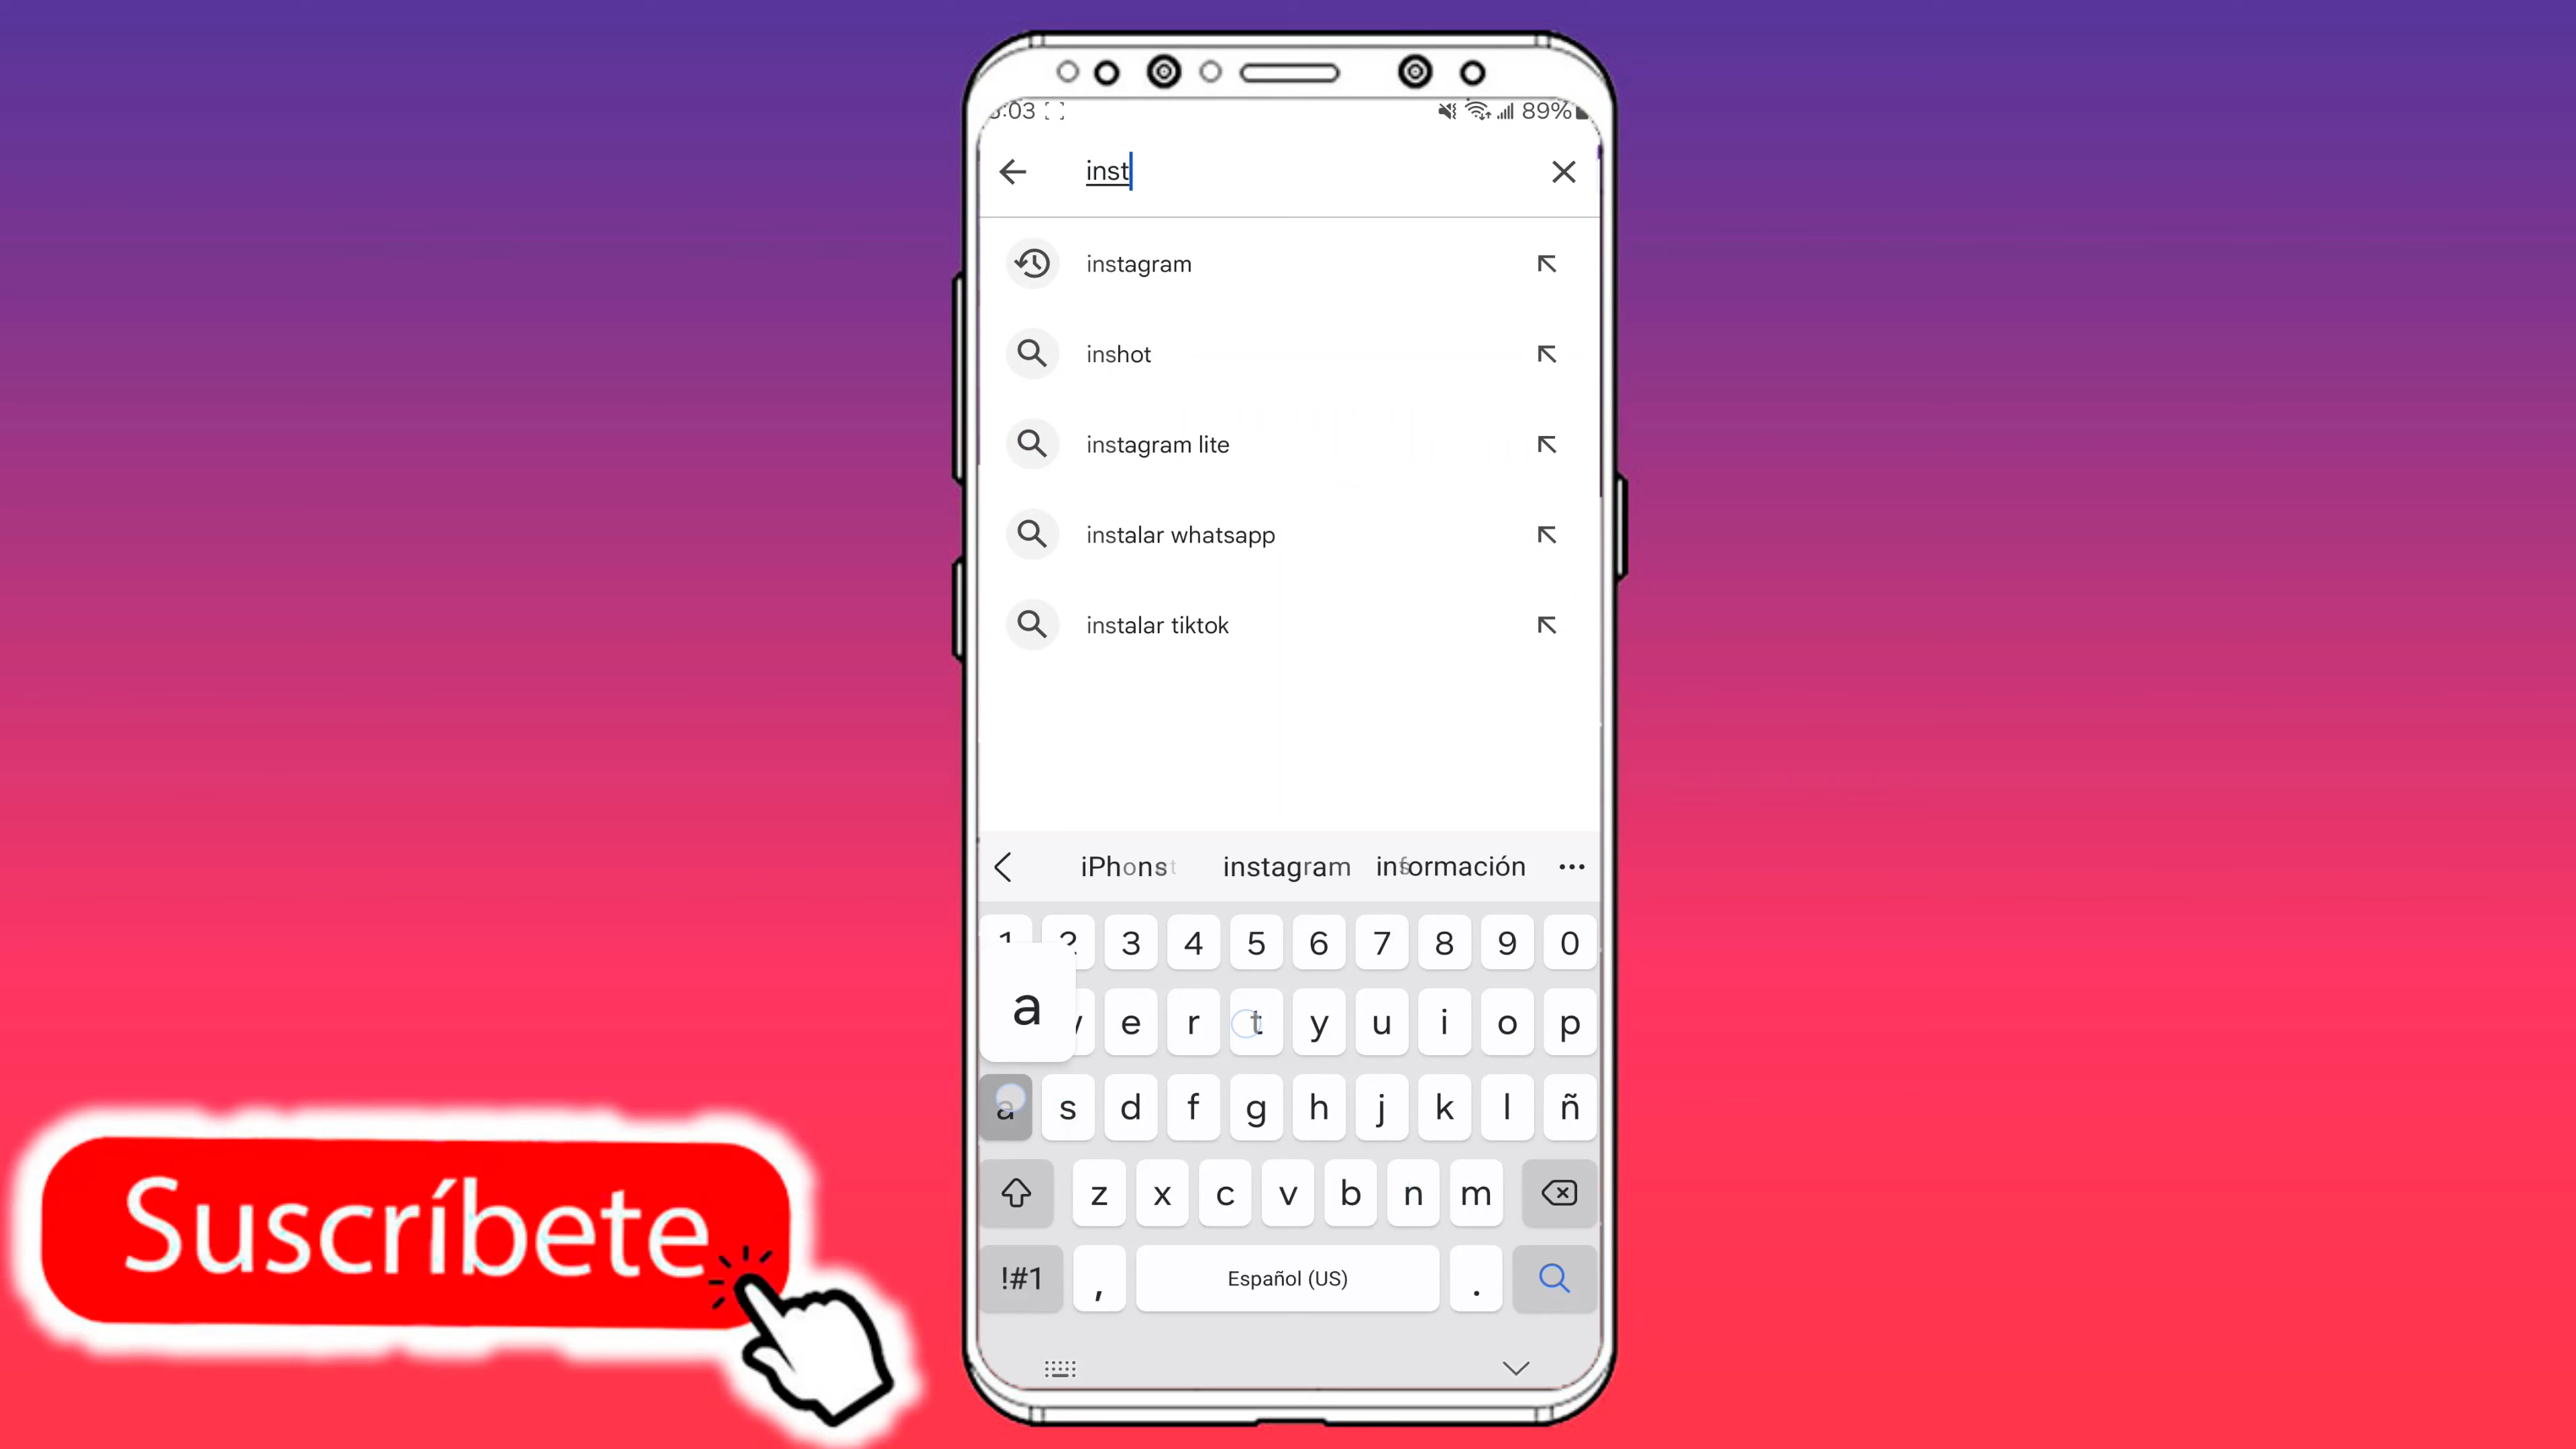 :03 89%
inst
instagram
inshot
instagram lite
instalar whatsapp
instalar tiktok
instagram información
3 4 5 6 7 8 9 0
a e r t y u i o p
a s d f g h j k l ñ
z x c v b n m
!#1 , Español (US) .
Suscríbete